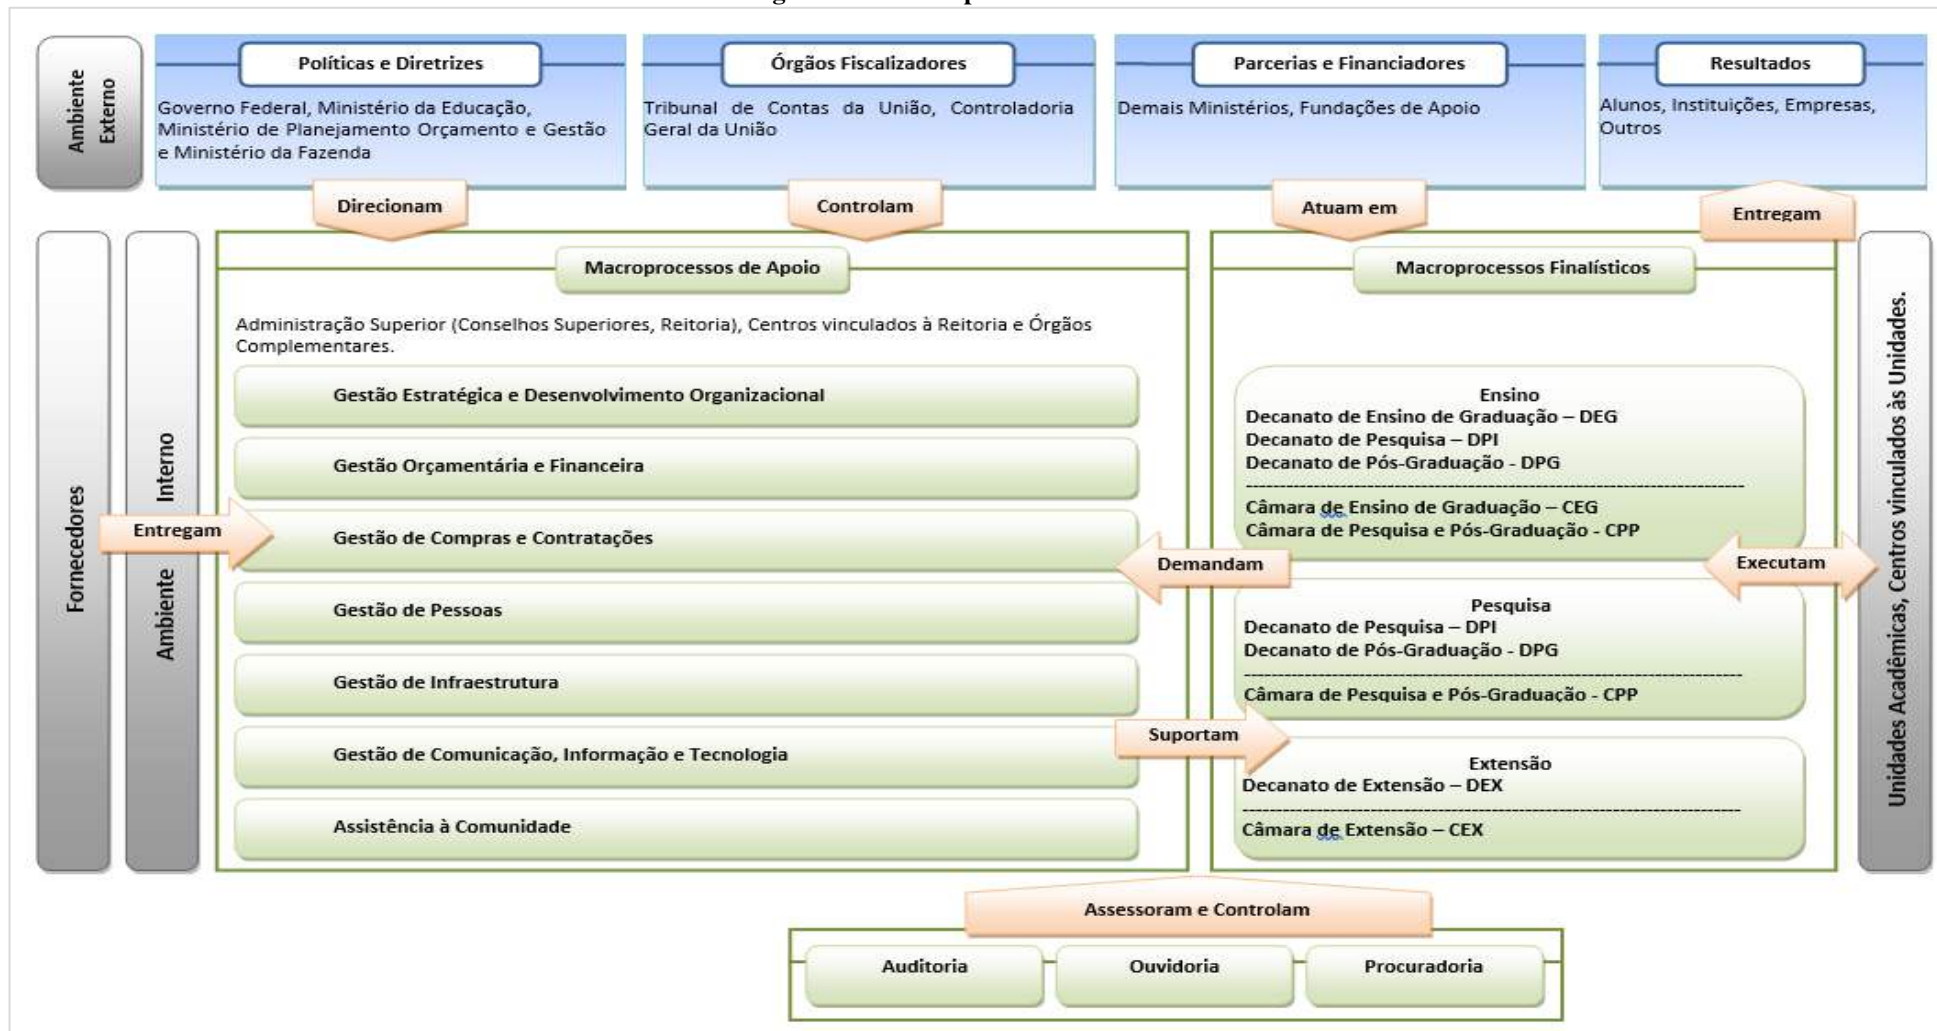 Ambiente
Externo
Políticas e Diretrizes
Governo Federal, Ministério da Educação,
Ministério de Planejamento Orçamento e Gestão
e Ministério da Fazenda
Órgãos Fiscalizadores
Tribunal de Contas da União, Controladoria
Geral da União
Parcerias e Financiadores
Demais Ministérios, Fundações de Apoio
Resultados
Alunos, Instituições, Empresas,
Outros
Direcionam
Controlam
Atuam em
Entregam
Fornecedores
Ambiente Interno
Entregam
Macroprocessos de Apoio
Administração Superior (Conselhos Superiores, Reitoria), Centros vinculados à Reitoria e Órgãos
Complementares.
Gestão Estratégica e Desenvolvimento Organizacional
Gestão Orçamentária e Financeira
Gestão de Compras e Contratações
Gestão de Pessoas
Gestão de Infraestrutura
Gestão de Comunicação, Informação e Tecnologia
Assistência à Comunidade
Demandam
Suportam
Macroprocessos Finalísticos
Ensino
Decanato de Ensino de Graduação – DEG
Decanato de Pesquisa – DPI
Decanato de Pós-Graduação - DPG
Câmara de Ensino de Graduação – CEG
Câmara de Pesquisa e Pós-Graduação - CPP
Pesquisa
Decanato de Pesquisa – DPI
Decanato de Pós-Graduação - DPG
Câmara de Pesquisa e Pós-Graduação - CPP
Extensão
Decanato de Extensão – DEX
Câmara de Extensão – CEX
Executam
Unidades Acadêmicas, Centros vinculados às Unidades.
Assessoram e Controlam
Auditoria
Ouvidoria
Procuradoria